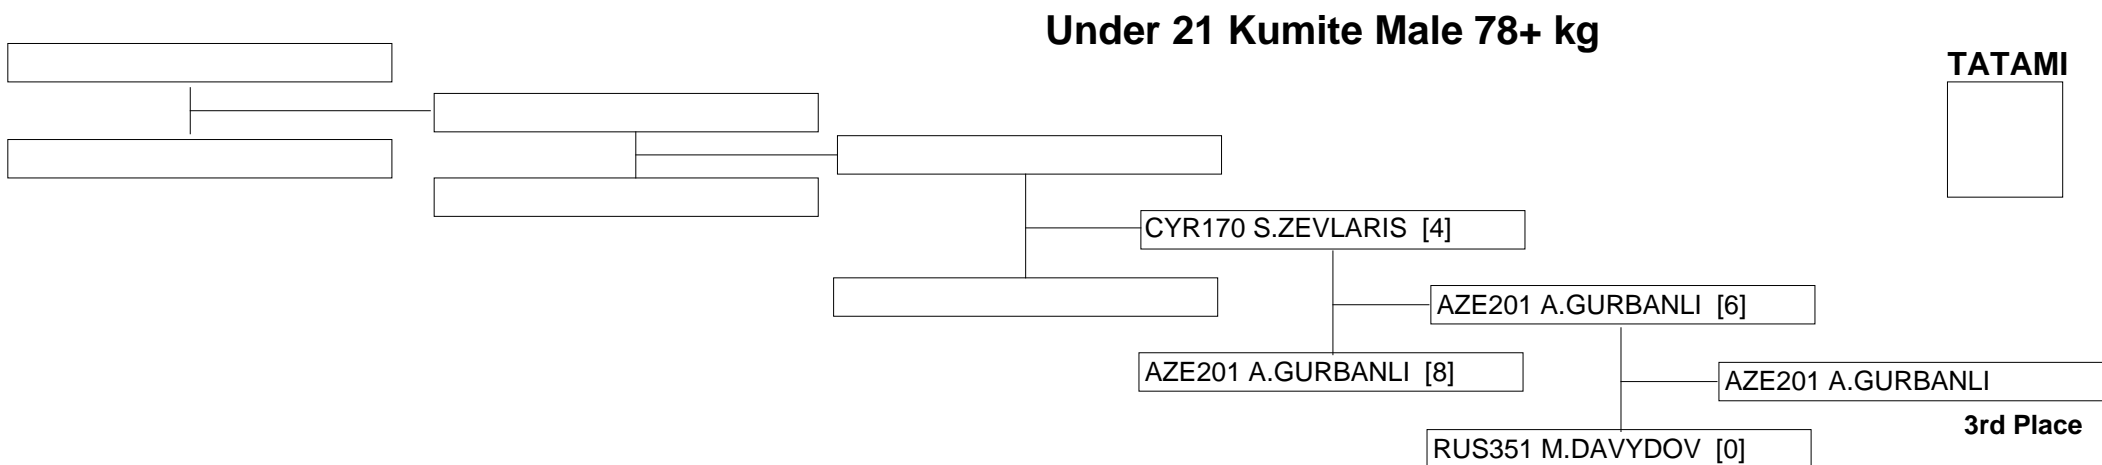 Under 21 Kumite Male 78+ kg
TATAMI
CYR170 S.ZEVLARIS [4]
AZE201 A.GURBANLI [6]
AZE201 A.GURBANLI [8]
AZE201 A.GURBANLI
3rd Place
RUS351 M.DAVYDOV [0]